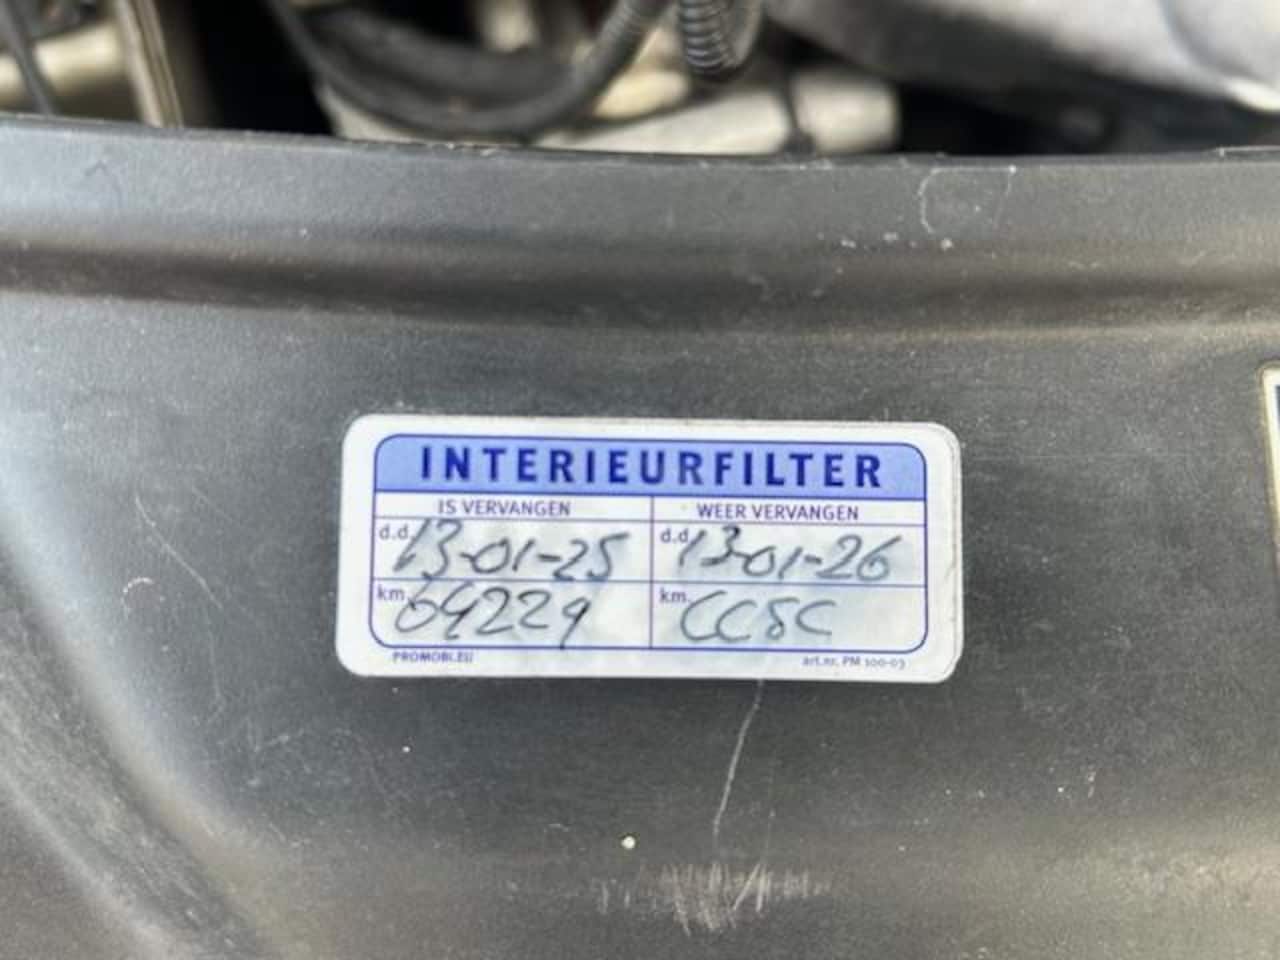 INTERIEURFILTER
IS VERVANGEN WEER VERVANGEN
d.d. 13-01-25 d.d. 13-01-26
km. 64229 km.
PROMOBI.EU art.nr. PM 100-03